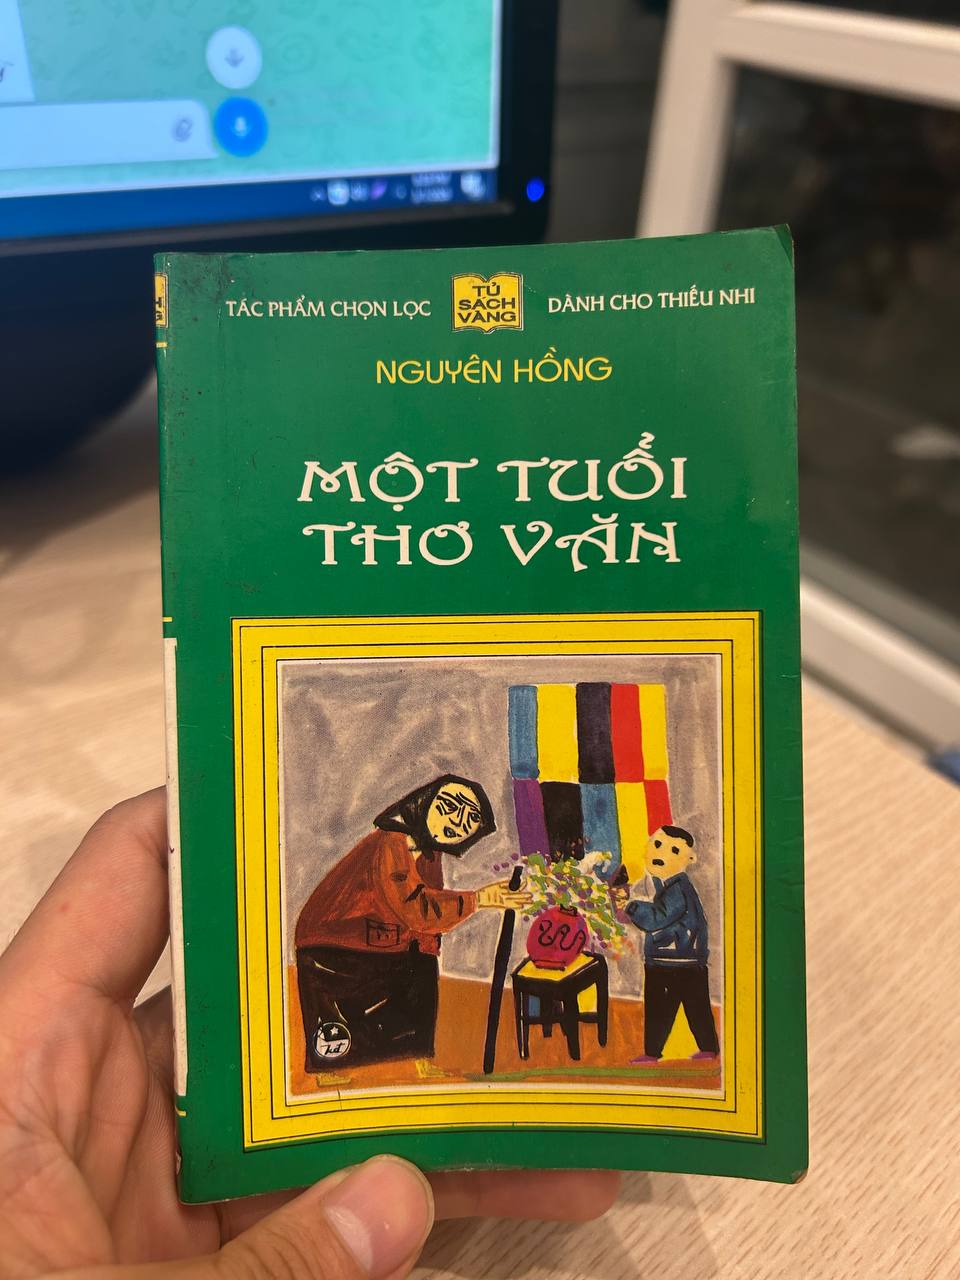 TÁC PHẨM CHỌN LỌC
TỦ
SÁCH
VÀNG
DÀNH CHO THIẾU NHI
NGUYÊN HỒNG
MỘT TUỔI
THƠ VĂN